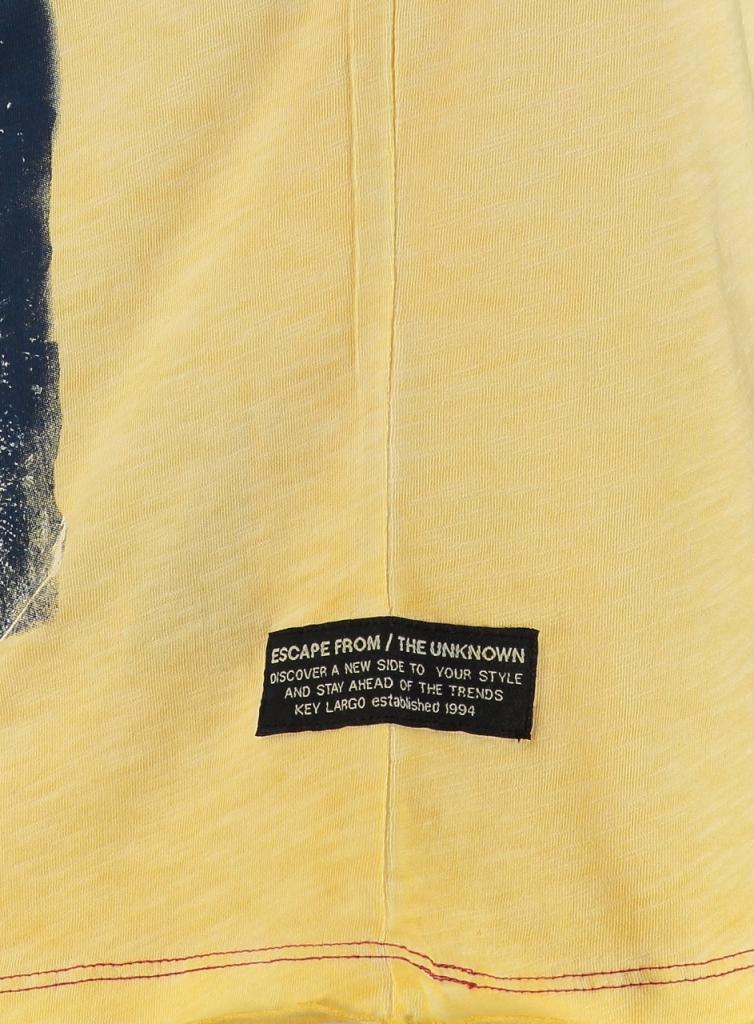 ESCAPE FROM / THE UNKNOWN
DISCOVER A NEW SIDE TO YOUR STYLE
AND STAY AHEAD OF THE TRENDS
KEY LARGO established 1994